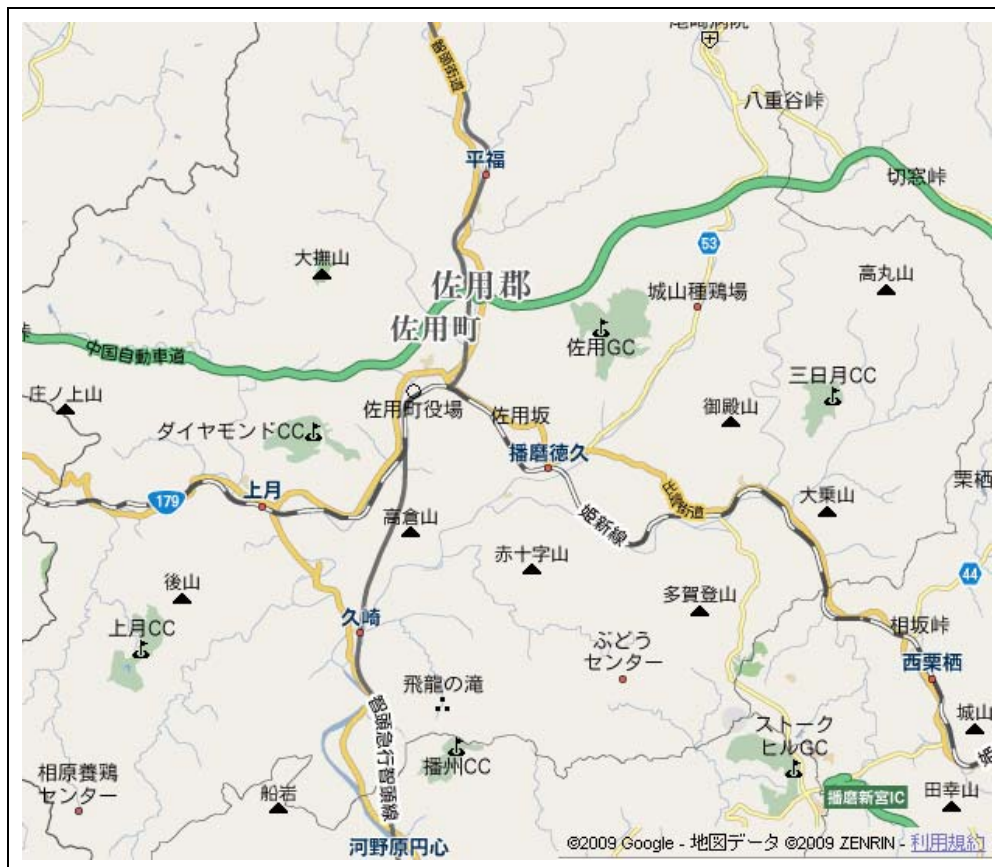 尾崎病院
智頭街道
八重谷峠
平福
切窓峠
53
大撫山
佐用郡
高丸山
城山種鶏場
佐用町
佐用GC
峠
中国自動車道
三日月CC
庄ノ上山
佐用町役場
佐用坂
御殿山
ダイヤモンドCC
播磨徳久
栗栖
179
上月
出雲街道
大乗山
高倉山
姫新線
赤十字山
44
後山
多賀登山
久崎
相坂峠
上月CC
ぶどう
センター
西栗栖
飛龍の滝
智頭急行智頭線
ストーク
ヒルGC
城山
播州CC
相原養鶏
センター
船岩
播磨新宮IC
田幸山
河野原円心
©2009 Google - 地図データ ©2009 ZENRIN - 利用規約